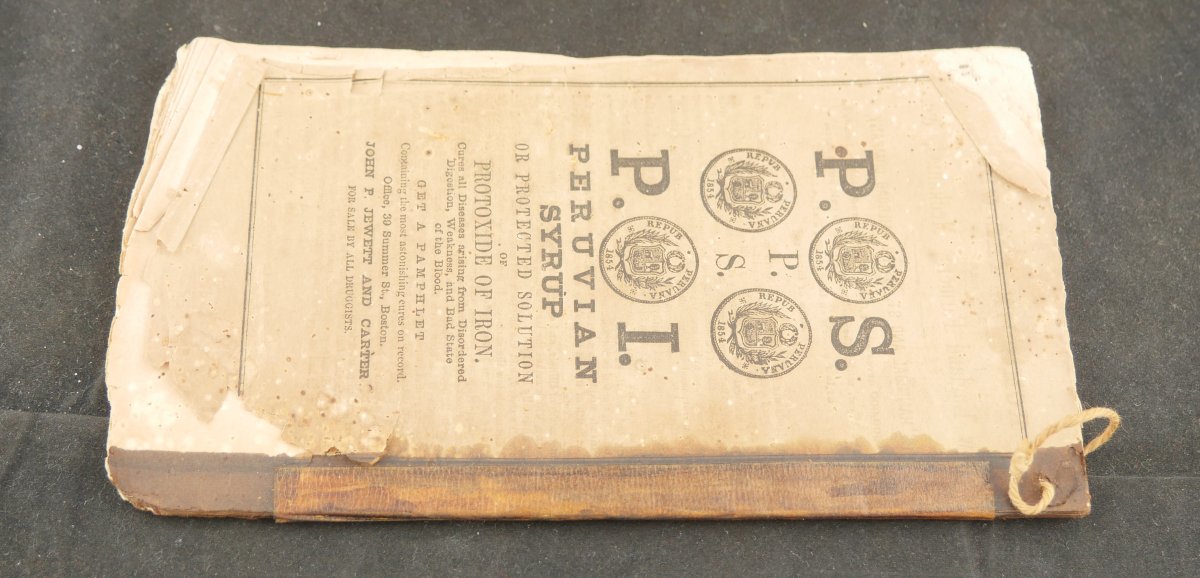 P. REPUB PERUANA 1854 S.
REPUB PERUANA 1854 P. REPUB PERUANA 1854
S.
P. REPUB PERUANA 1854 I.
PERUVIAN
SYRUP
OR PROTECTED SOLUTION
OF
PROTOXIDE OF IRON.
Cures all Diseases arising from Disordered
Digestion, Weakness, and Bad State
of the Blood.
GET A PAMPHLET
Containing the most astonishing cures on record.
Office, 39 Summer St., Boston.
JOHN P. JEWETT AND CARTER
FOR SALE BY ALL DRUGGISTS.